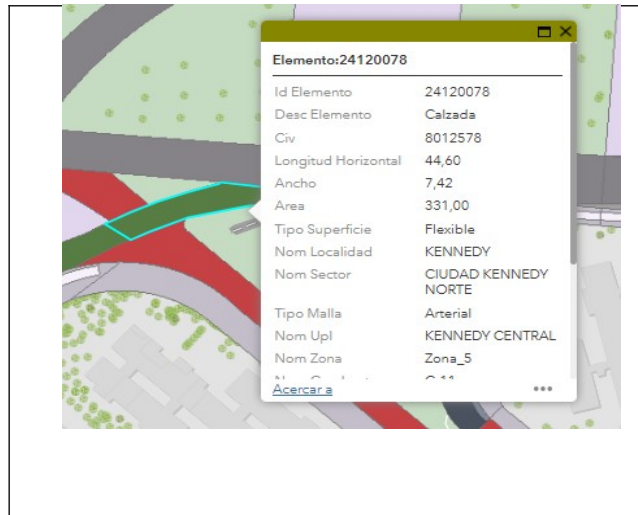 Elemento:24120078
Id Elemento 24120078
Desc Elemento Calzada
Civ 8012578
Longitud Horizontal 44,60
Ancho 7,42
Area 331,00
Tipo Superficie Flexible
Nom Localidad KENNEDY
Nom Sector CIUDAD KENNEDY
NORTE
Tipo Malla Arterial
Nom Upl KENNEDY CENTRAL
Nom Zona Zona_5
Acercar a